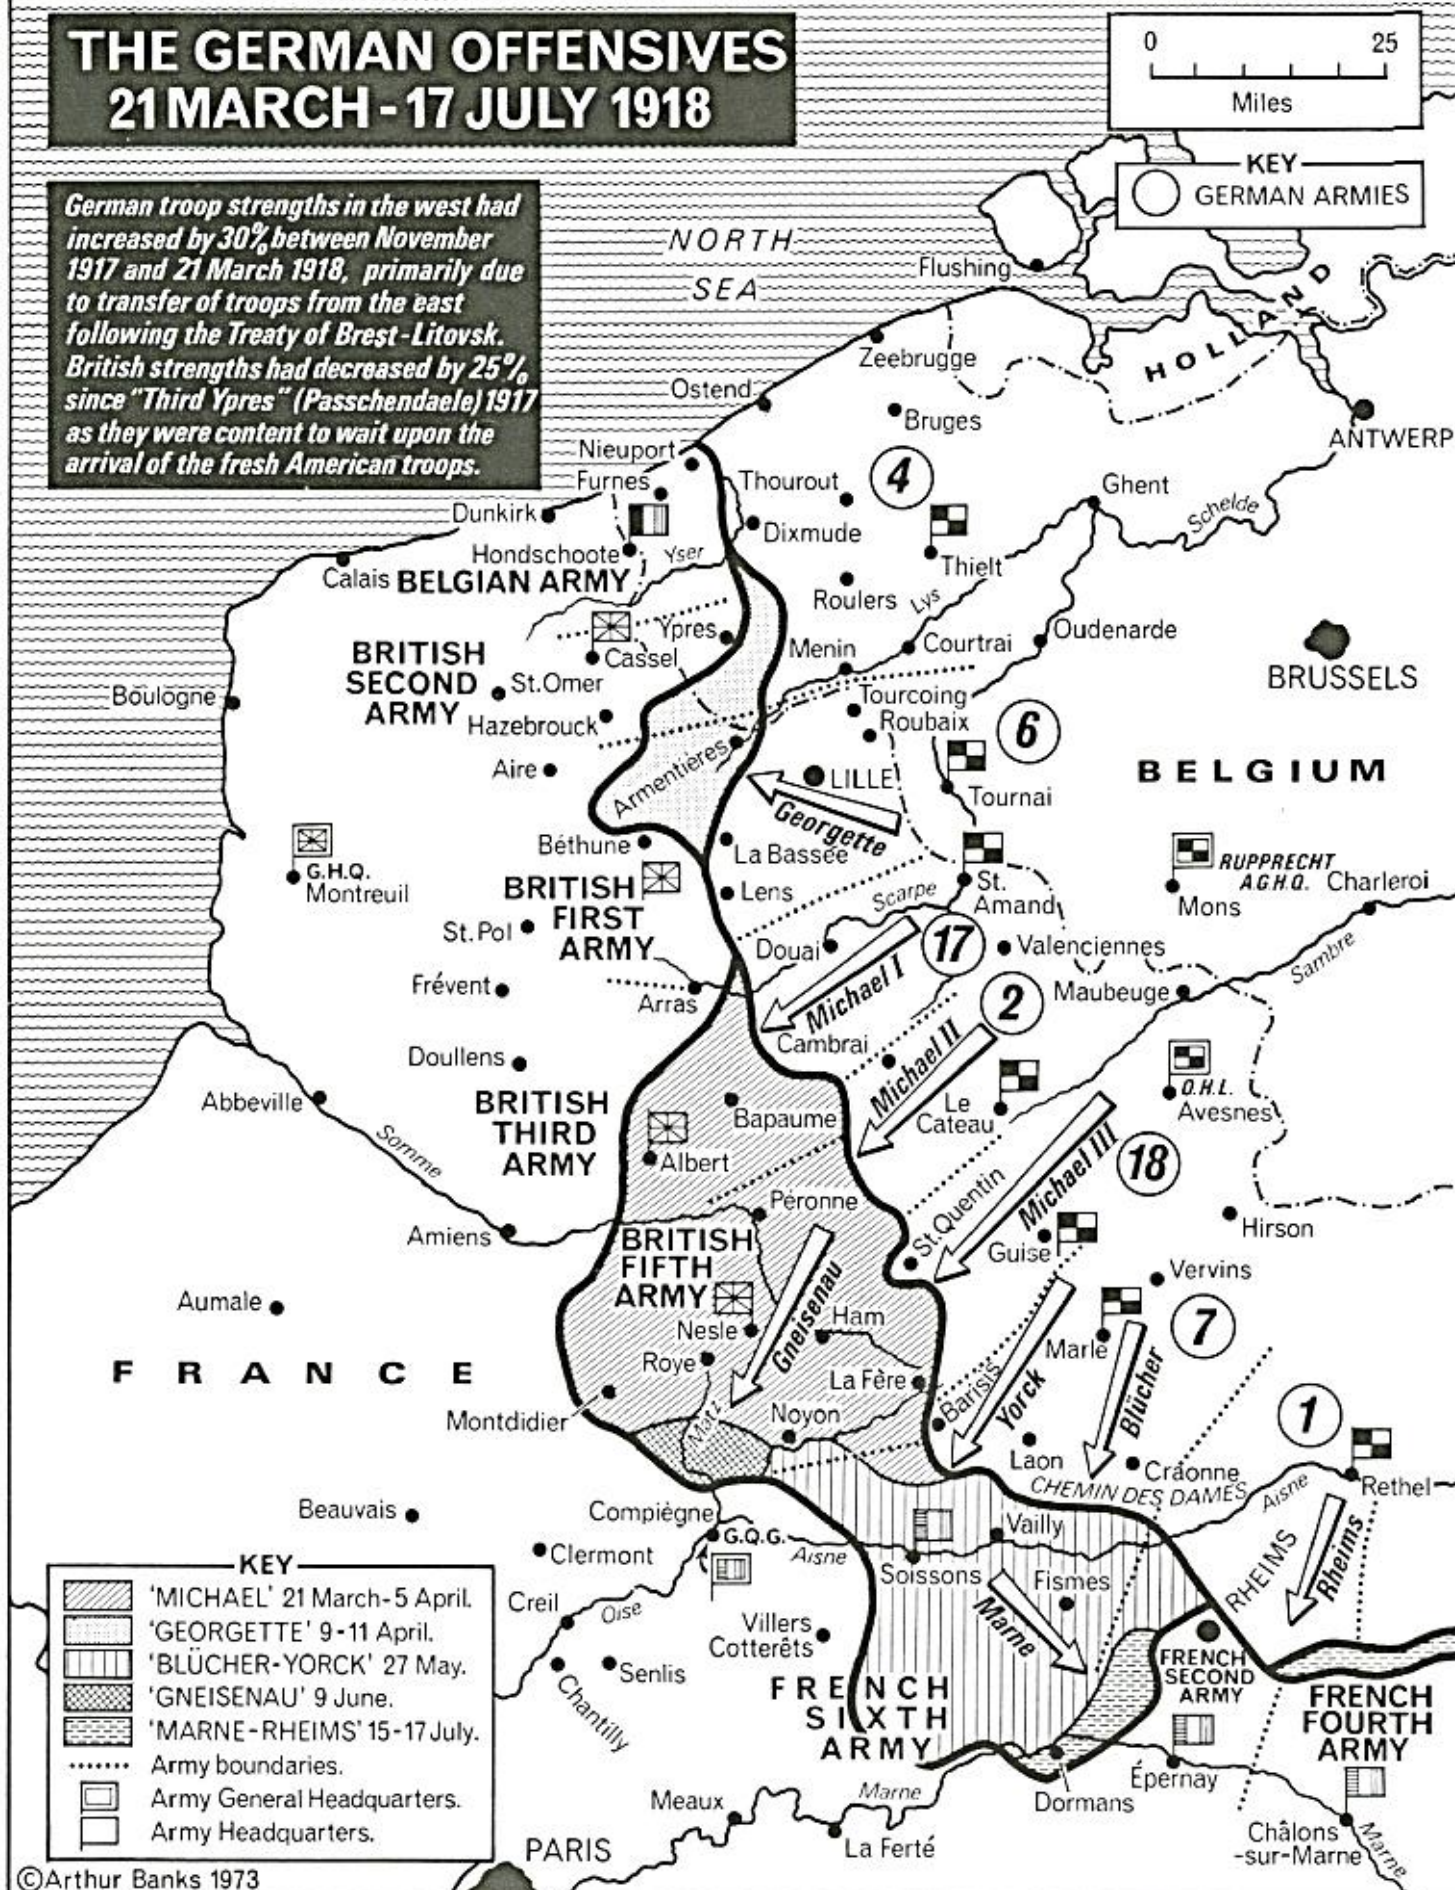 THE GERMAN OFFENSIVES
21 MARCH - 17 JULY 1918
0 25
Miles
KEY
GERMAN ARMIES
German troop strengths in the west had
increased by 30% between November
1917 and 21 March 1918, primarily due
to transfer of troops from the east
following the Treaty of Brest-Litovsk.
British strengths had decreased by 25%
since "Third Ypres" (Passchendaele) 1917
as they were content to wait upon the
arrival of the fresh American troops.
NORTH
SEA
Flushing
HOLLAND
Zeebrugge
Ostend
Bruges
ANTWERP
Nieuport
Furnes
Thourout
4
Ghent
Schelde
Dunkirk
Dixmude
Hondschoote
Yser
Thielt
Calais
BELGIAN ARMY
Roulers
Lys
Ypres
Menin
Courtrai
Oudenarde
BRITISH
SECOND
ARMY
Cassel
BRUSSELS
St.Omer
Boulogne
Tourcoing
Hazebrouck
Roubaix
6
Aire
Armentières
LILLE
BELGIUM
Tournai
Georgette
Béthune
La Bassée
G.H.Q.
Montreuil
RUPPRECHT
A.G.H.Q.
Mons
Charleroi
BRITISH
FIRST
ARMY
Lens
Scarpe
St.
Amand
St.Pol
Douai
17
Valenciennes
Sambre
Frévent
Arras
Michael I
2
Maubeuge
Cambrai
Doullens
Michael II
Abbeville
BRITISH
THIRD
ARMY
Bapaume
Le
Cateau
O.H.L.
Avesnes
Somme
Albert
Michael III
18
Péronne
St.Quentin
Amiens
Guise
Hirson
BRITISH
FIFTH
ARMY
Vervins
Aumale
Gneisenau
Nesle
Ham
Marle
7
FRANCE
Roye
La Fère
Barisis
Yorck
Blücher
Montdidier
Matz
Noyon
1
Laon
Craonne
CHEMIN DES DAMES
Aisne
Rethel
Beauvais
Compiègne
G.Q.G.
Vailly
RHEIMS
Rheims
Clermont
Aisne
Soissons
Fismes
Creil
Oise
Villers
Cotterêts
Marne
Senlis
Chantilly
FRENCH
SECOND
ARMY
FRENCH
SIXTH
ARMY
FRENCH
FOURTH
ARMY
Épernay
Marne
Dormans
Meaux
La Ferté
Châlons
-sur-Marne
Marne
PARIS
KEY
'MICHAEL' 21 March-5 April.
'GEORGETTE' 9-11 April.
'BLÜCHER-YORCK' 27 May.
'GNEISENAU' 9 June.
'MARNE-RHEIMS' 15-17 July.
Army boundaries.
Army General Headquarters.
Army Headquarters.
©Arthur Banks 1973